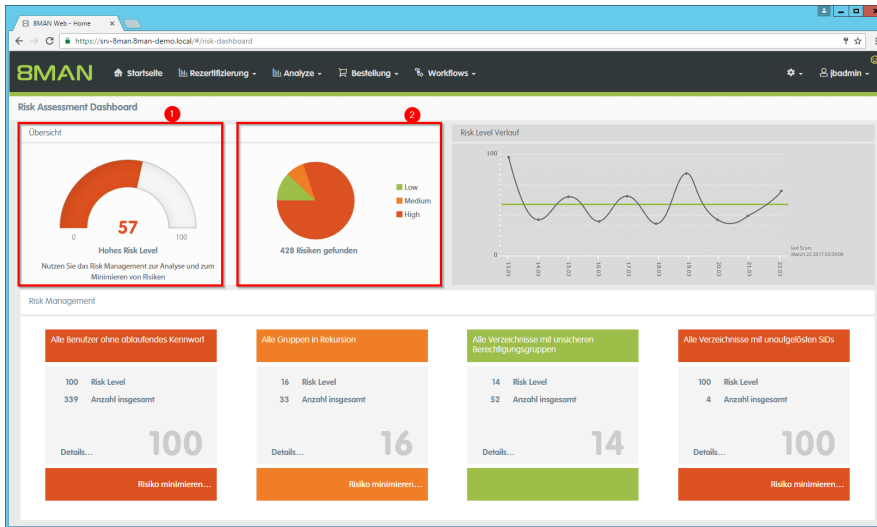 8MAN Web - Home
https://srv-8man.8man-demo.local/#/risk-dashboard
8MAN Startseite Rezertifizierung Analyze Bestellung Workflows jbadmin
Risk Assessment Dashboard
1
2
Übersicht
57
0 100
Hohes Risk Level
Nutzen Sie das Risk Management zur Analyse und zum
Minimieren von Risiken
Low
Medium
High
428 Risiken gefunden
Risk Level Verlauf
100
0
13.03 14.03 15.03 16.03 17.03 18.03 19.03 20.03 21.03 22.03
last Scan:
March 22 2017 03:39:00
Risk Management
Alle Benutzer ohne ablaufendes Kennwort
100 Risk Level
339 Anzahl insgesamt
Details... 100
Risiko minimieren...
Alle Gruppen in Rekursion
16 Risk Level
33 Anzahl insgesamt
Details... 16
Risiko minimieren...
Alle Verzeichnisse mit unsicheren
Berechtigungsgruppen
14 Risk Level
52 Anzahl insgesamt
Details... 14
Alle Verzeichnisse mit unaufgelösten SIDs
100 Risk Level
4 Anzahl insgesamt
Details... 100
Risiko minimieren...